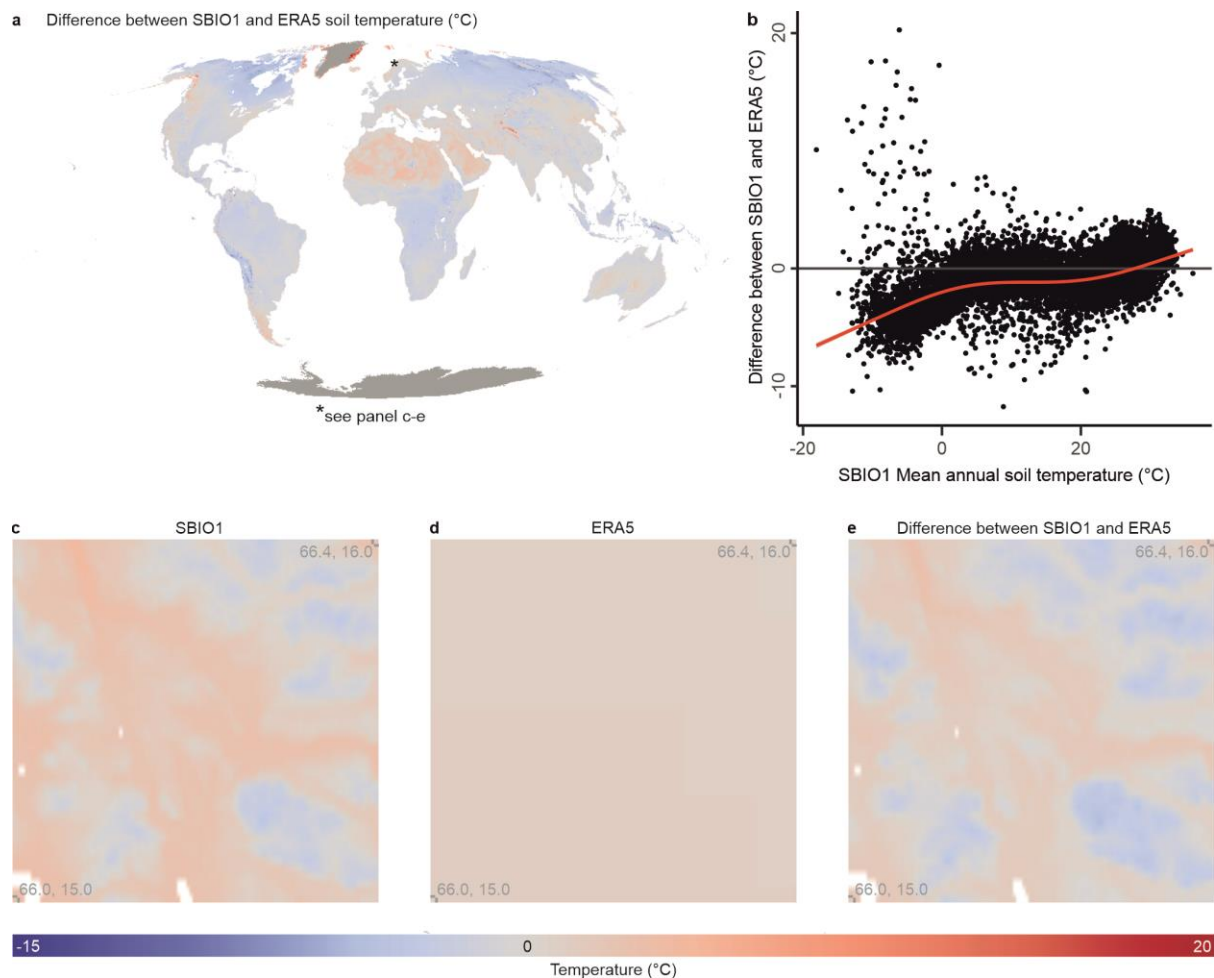 a Difference between SBIO1 and ERA5 soil temperature (°C)
*
*see panel c-e
b
Difference between SBIO1 and ERA5 (°C)
20
0
-10
-20 0 20
SBIO1 Mean annual soil temperature (°C)
c SBIO1
66.4, 16.0
66.0, 15.0
d ERA5
66.4, 16.0
66.0, 15.0
e Difference between SBIO1 and ERA5
66.4, 16.0
66.0, 15.0
-15 0 20
Temperature (°C)